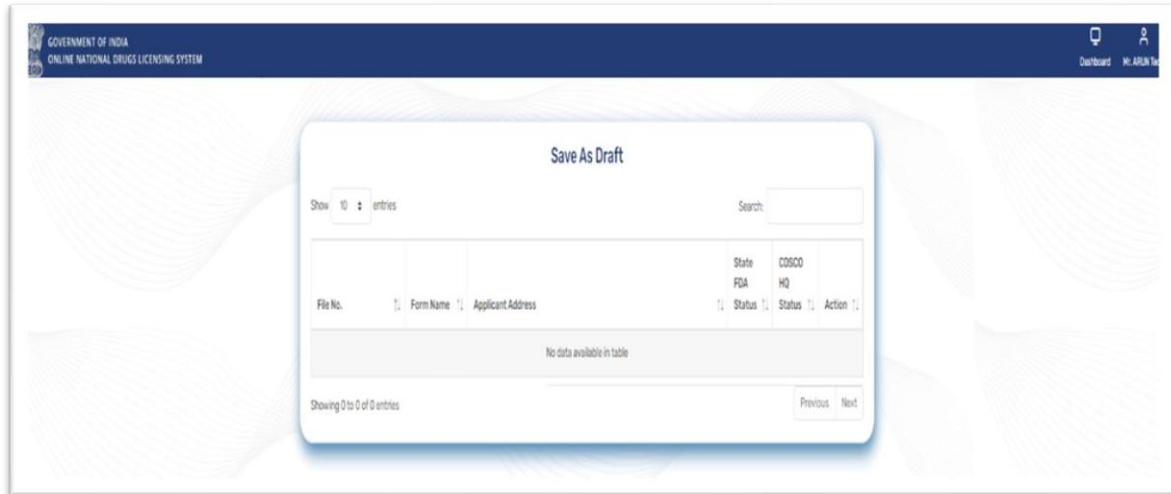 GOVERNMENT OF INDIA
ONLINE NATIONAL DRUGS LICENSING SYSTEM
Dashboard
Mr. ARUN
Save As Draft
Show 10 entries
Search:
File No. Form Name Applicant Address State FDA Status CDSCO HQ Status Action
No data available in table
Showing 0 to 0 of 0 entries
Previous Next